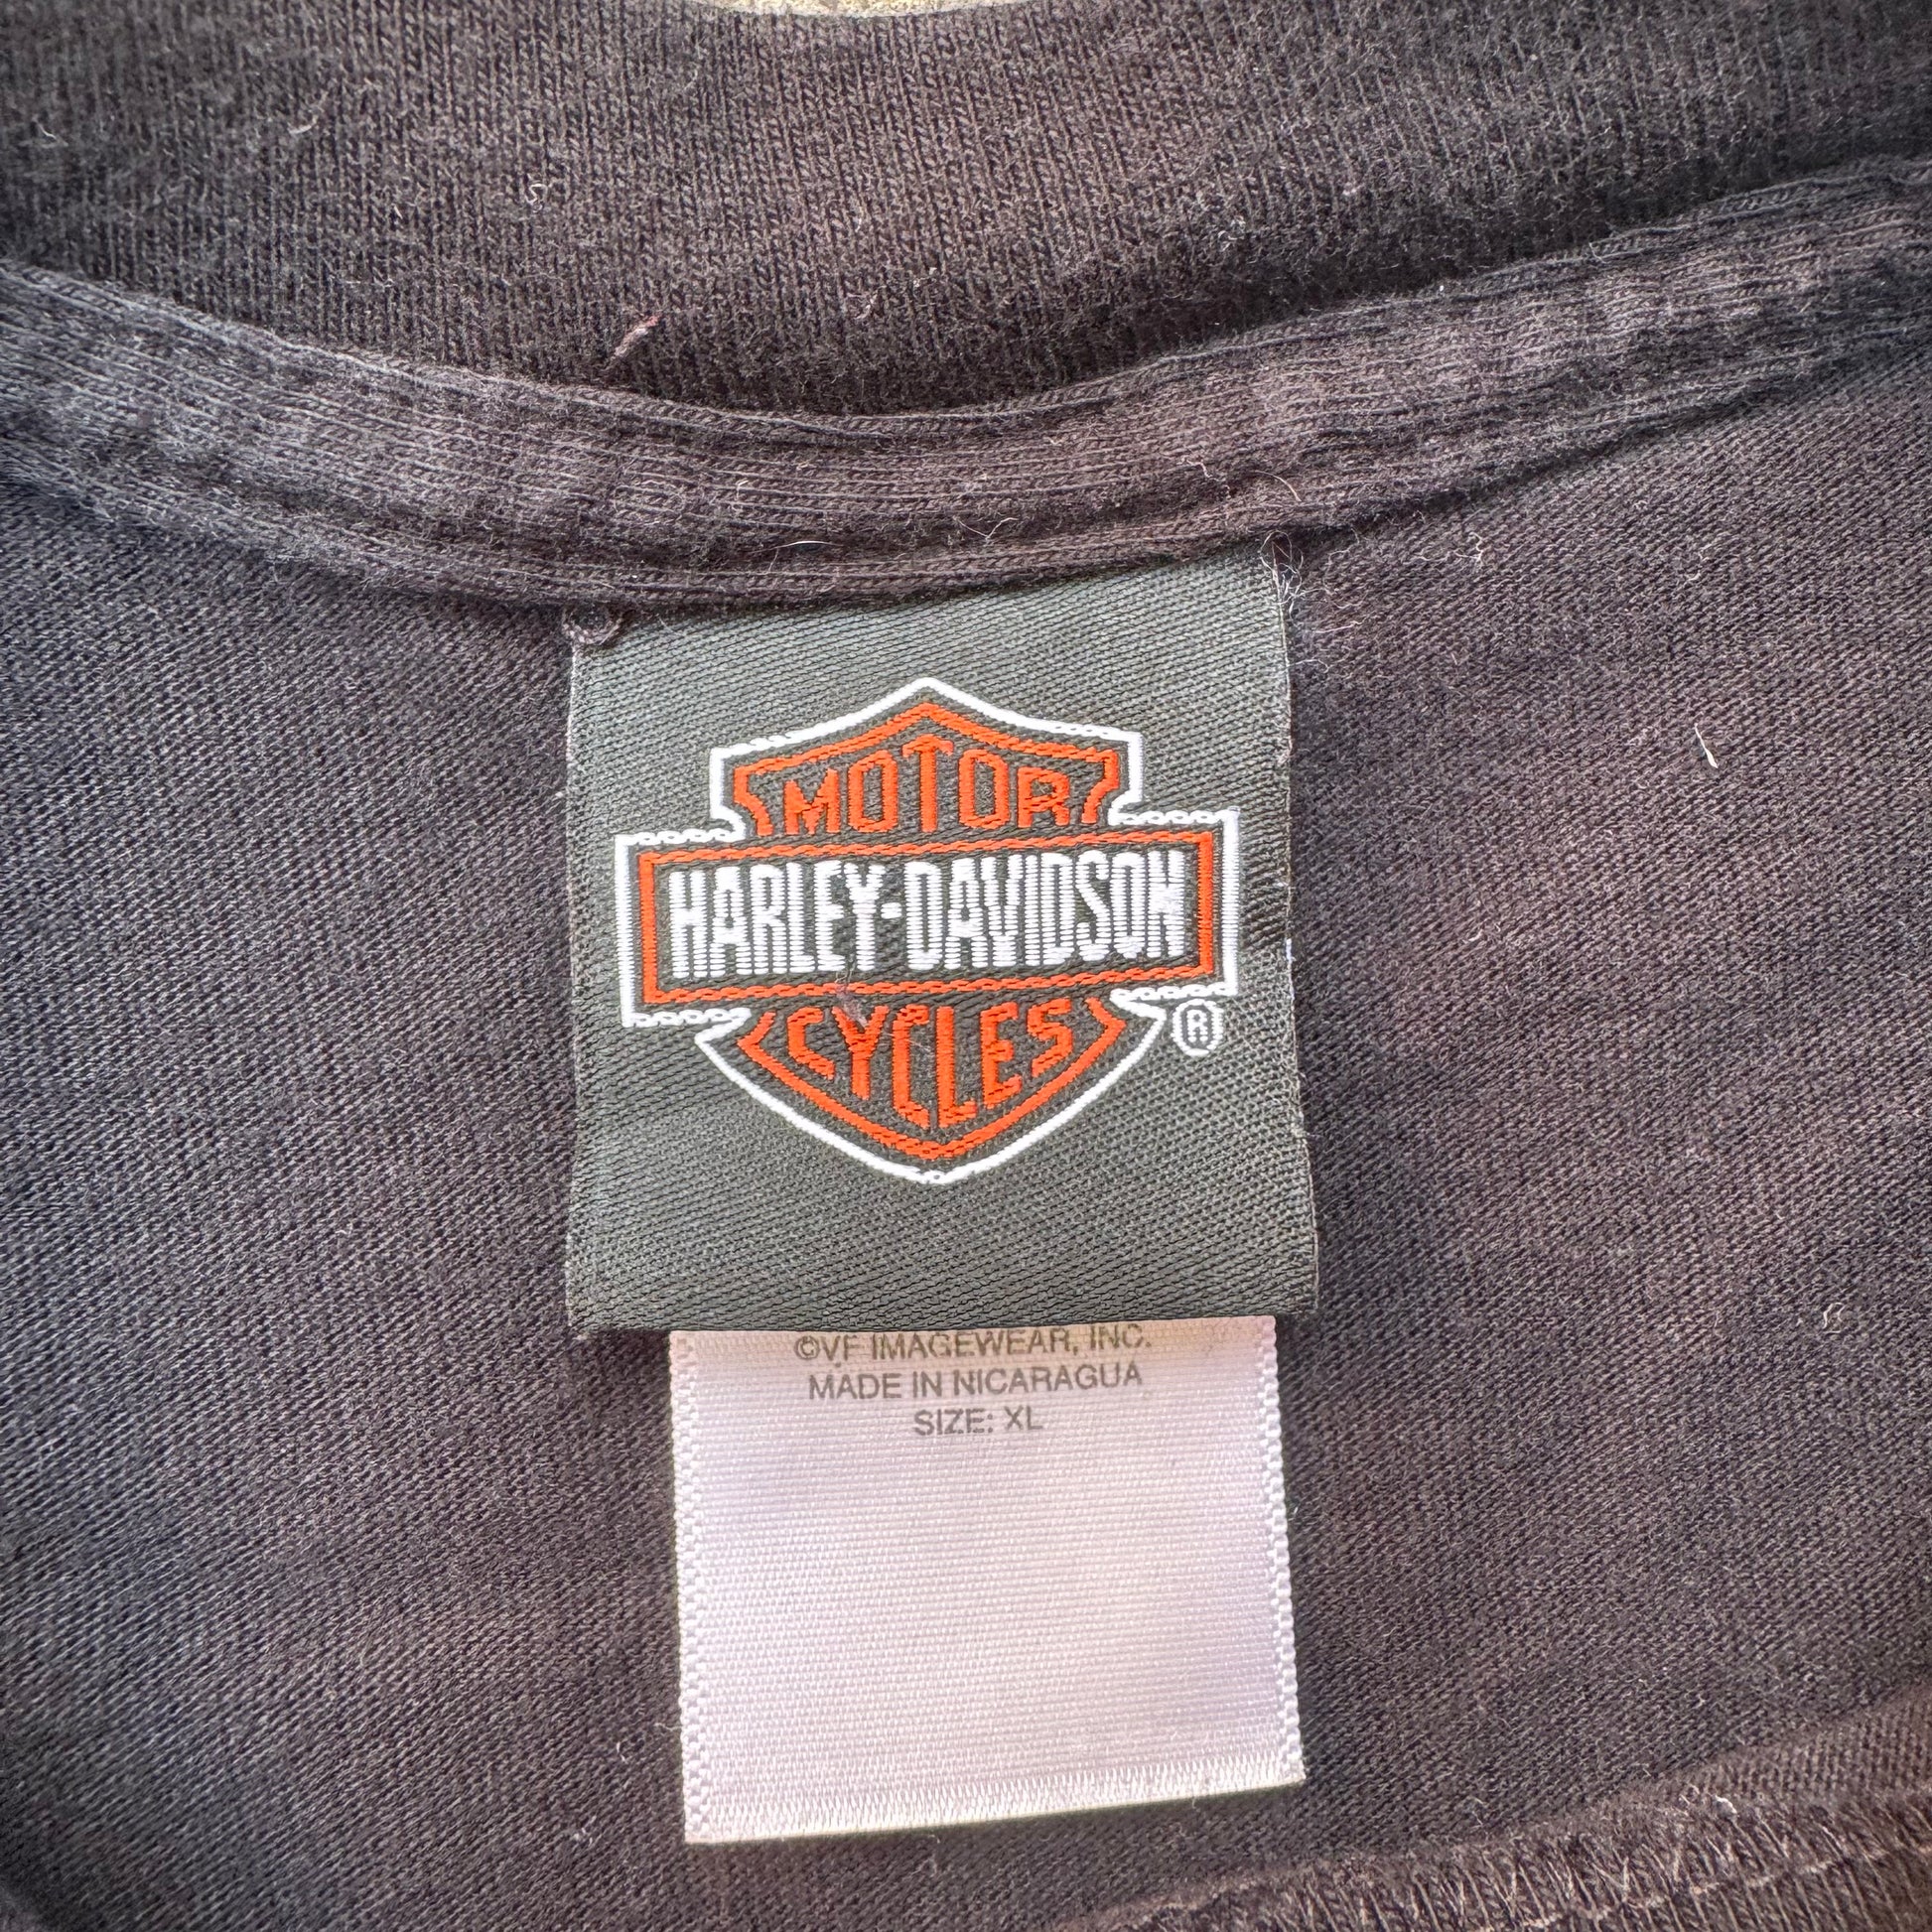 MOTOR
HARLEY-DAVIDSON
CYCLES
®
©VF IMAGEWEAR, INC.
MADE IN NICARAGUA
SIZE: XL